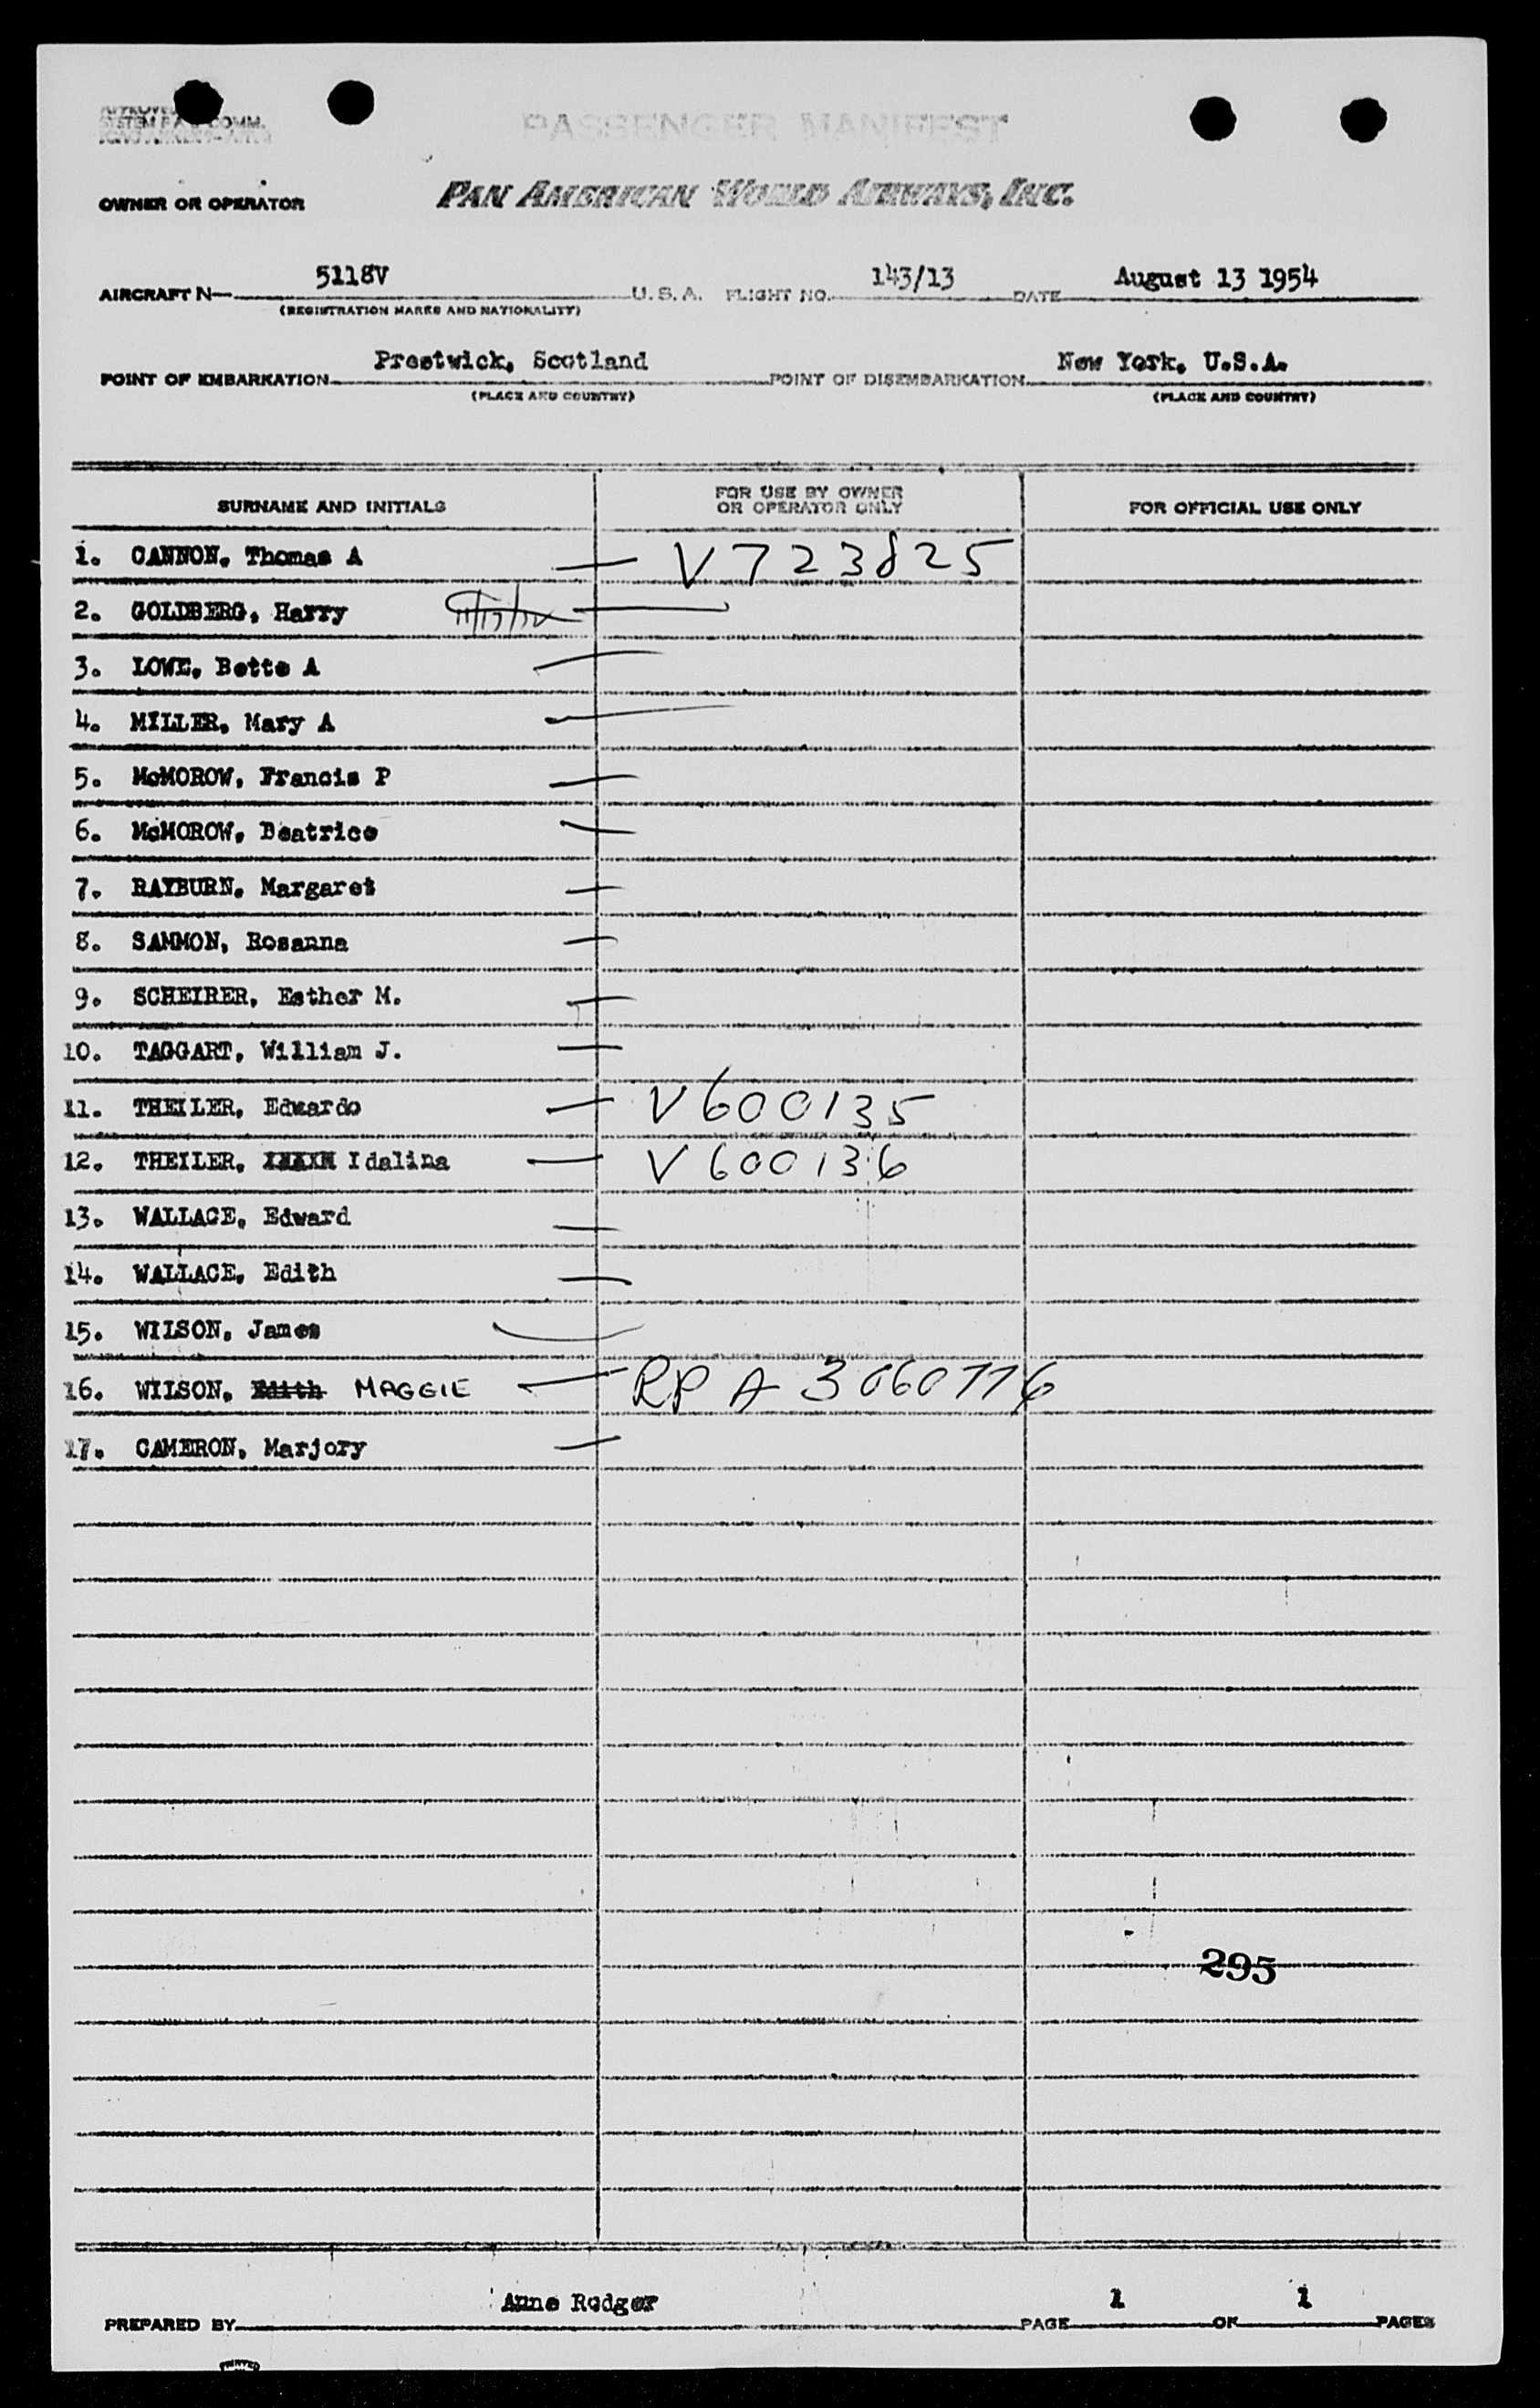 PASSENGER MANIFEST
OWNER OR OPERATOR PAN AMERICAN WORLD AIRWAYS, INC.
AIRCRAFT N— 5118V U.S.A. FLIGHT NO. 143/13 DATE August 13 1954
(REGISTRATION MARKS AND NATIONALITY)
POINT OF EMBARKATION Prestwick, Scotland POINT OF DISEMBARKATION New York, U.S.A.
(PLACE AND COUNTRY) (PLACE AND COUNTRY)
SURNAME AND INITIALS FOR USE BY OWNER OR OPERATOR ONLY FOR OFFICIAL USE ONLY
1. CANNON, Thomas A — V723825
2. GOLDBERG, Harry —
3. LOWE, Bette A —
4. MILLER, Mary A —
5. McMOROW, Francis P —
6. McMOROW, Beatrice —
7. RAYBURN, Margaret —
8. SAMMON, Rosanna —
9. SCHEIRER, Esther M. —
10. TAGGART, William J. —
11. THEILER, Edwardo — V600135
12. THEILER, Idalina — V600136
13. WALLACE, Edward —
14. WALLACE, Edith —
15. WILSON, James —
16. WILSON, Edith MAGGIE — RP A 3060776
17. CAMERON, Marjory —
295
PREPARED BY Anne Rodger PAGE 1 OF 1 PAGES
PRINTED